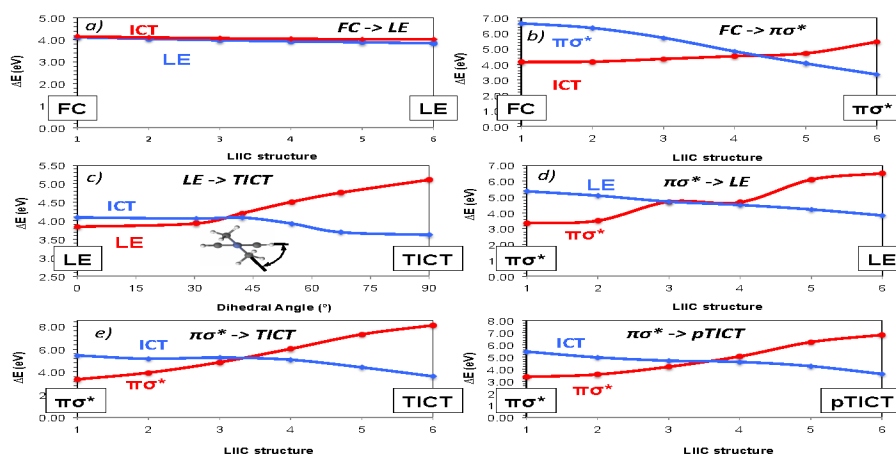 a)
ICT
FC -> LE
LE
5.00
4.00
3.00
2.00
1.00
0.00
ΔE (eV)
FC
LE
1 2 3 4 5 6
LIIC structure
b)
πσ*
FC -> πσ*
ICT
7.00
6.00
5.00
4.00
3.00
2
1
0.00
ΔE (eV)
FC
πσ*
1 2 3 4 5 6
LIIC structure
c)
LE -> TICT
ICT
LE
5.50
5.00
4.50
4.00
3.50
3.00
2.50
ΔE (eV)
LE
TICT
0 15 30 45 60 75 90
Dihedral Angle (°)
d)
πσ* -> LE
LE
πσ*
7.00
6.00
5.00
4.00
3.00
2
1
0.00
ΔE (eV)
πσ*
LE
1 2 3 4 5 6
LIIC structure
e)
πσ* -> TICT
ICT
πσ*
8.00
6.00
4.00
2
0.00
ΔE (eV)
πσ*
TICT
1 2 3 4 5 6
LIIC structure
πσ* -> pTICT
ICT
πσ*
8.00
7.00
6.00
5.00
4.00
3.00
2
1
0.00
ΔE (eV)
πσ*
pTICT
1 2 3 4 5 6
LIIC structure